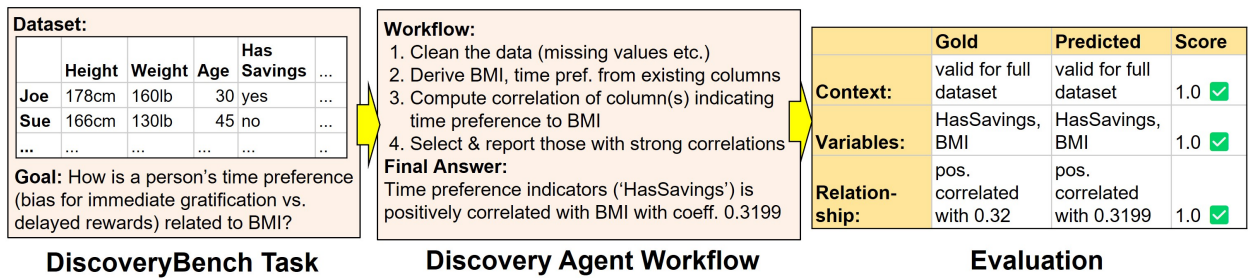 Dataset:
Height Weight Age Has Savings ...
Joe 178cm 160lb 30 yes ...
Sue 166cm 130lb 45 no ...
... ... ... ... ... ..
Goal: How is a person's time preference
(bias for immediate gratification vs.
delayed rewards) related to BMI?
DiscoveryBench Task
Workflow:
1. Clean the data (missing values etc.)
2. Derive BMI, time pref. from existing columns
3. Compute correlation of column(s) indicating
time preference to BMI
4. Select & report those with strong correlations
Final Answer:
Time preference indicators ('HasSavings') is
positively correlated with BMI with coeff. 0.3199
Discovery Agent Workflow
Gold Predicted Score
Context: valid for full dataset valid for full dataset 1.0
Variables: HasSavings, BMI HasSavings, BMI 1.0
Relation-ship: pos. correlated with 0.32 pos. correlated with 0.3199 1.0
Evaluation